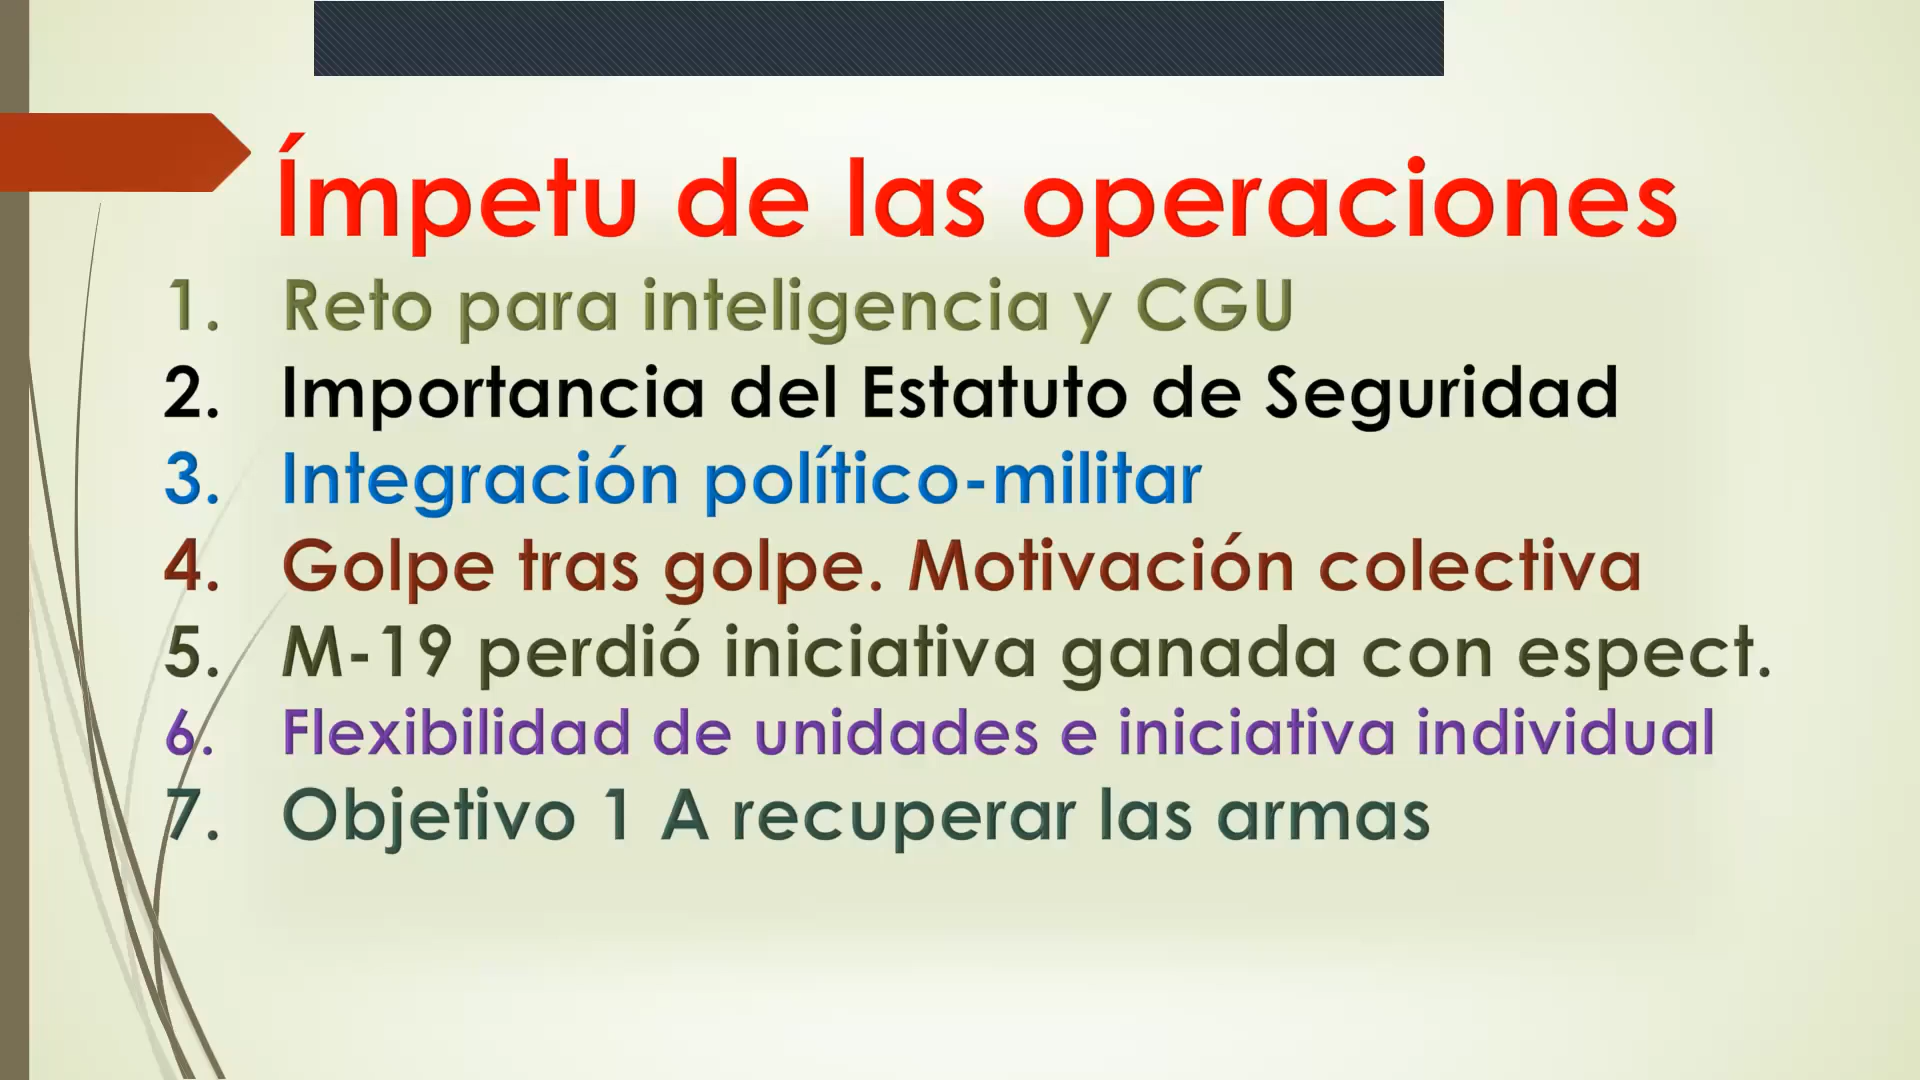 Ímpetu de las operaciones
1. Reto para inteligencia y CGU
2. Importancia del Estatuto de Seguridad
3. Integración político-militar
4. Golpe tras golpe. Motivación colectiva
5. M-19 perdió iniciativa ganada con espect.
6. Flexibilidad de unidades e iniciativa individual
7. Objetivo 1 A recuperar las armas